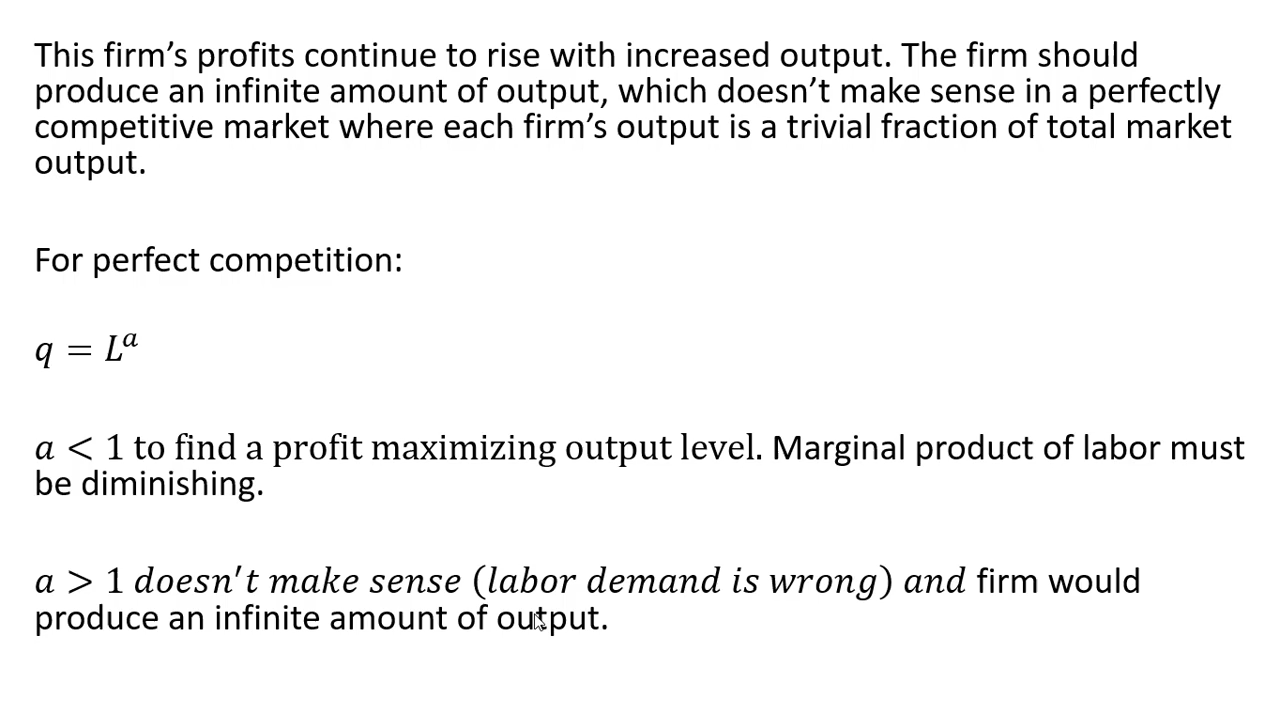 This firm’s profits continue to rise with increased output. The firm should
produce an infinite amount of output, which doesn’t make sense in a perfectly
competitive market where each firm’s output is a trivial fraction of total market
output.
For perfect competition:
q = Lᵃ
a < 1 to find a profit maximizing output level. Marginal product of labor must
be diminishing.
a > 1 doesn′t make sense (labor demand is wrong) and firm would
produce an infinite amount of output.